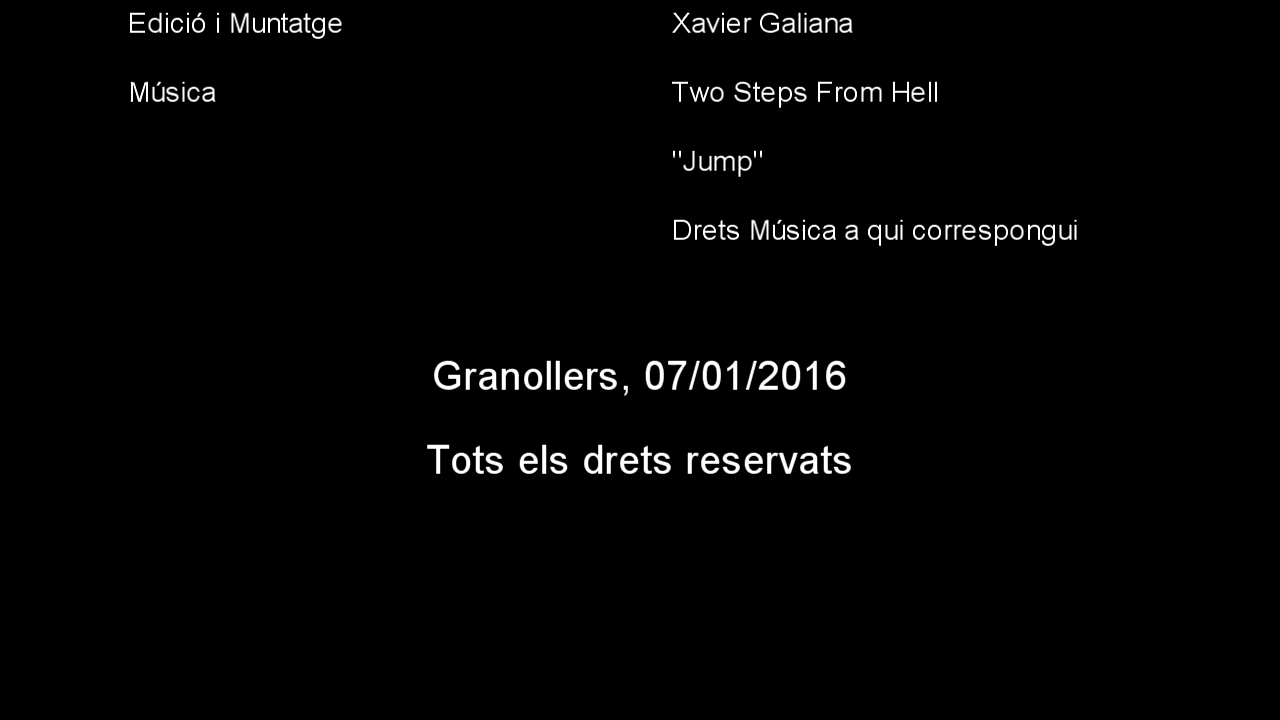 Edició i Muntatge Xavier Galiana
Música Two Steps From Hell
"Jump"
Drets Música a qui correspongui
Granollers, 07/01/2016
Tots els drets reservats